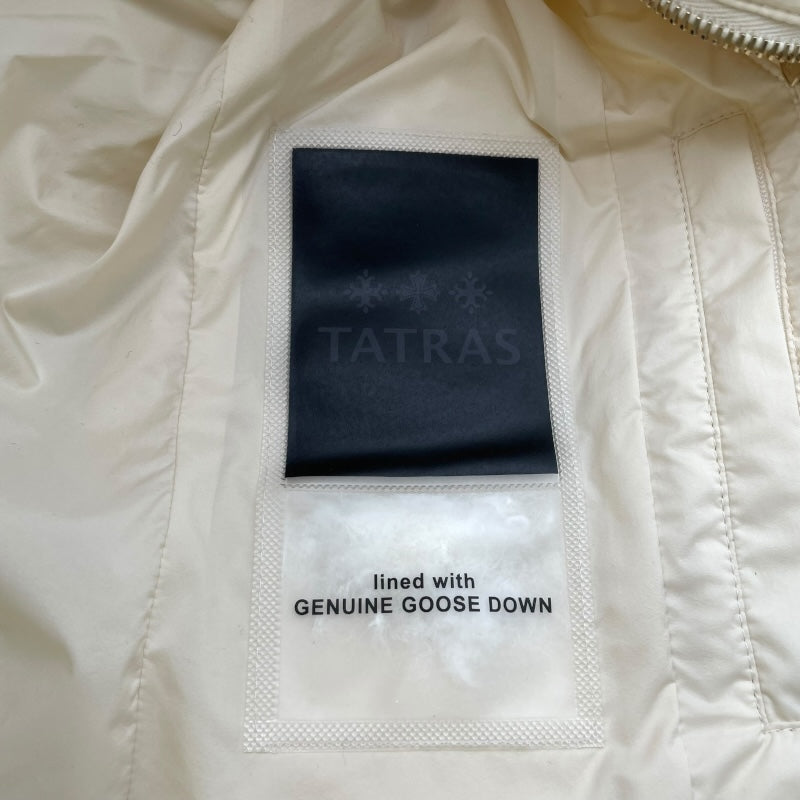 TATRAS
lined with
GENUINE GOOSE DOWN